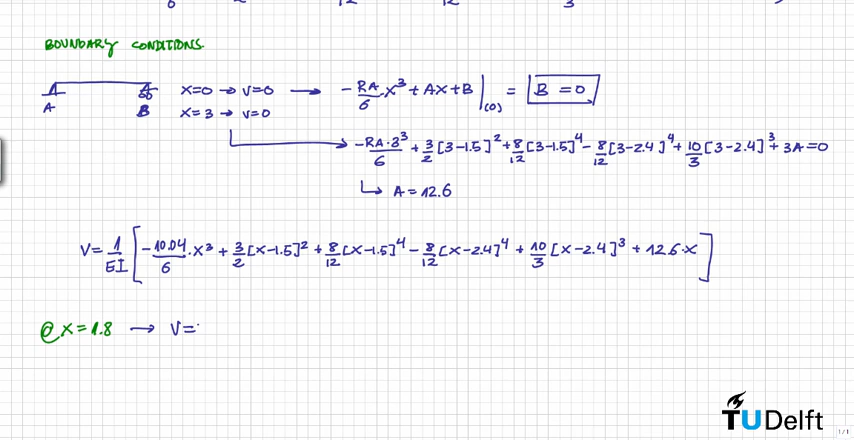 BOUNDARY CONDITIONS.
x=0 → v=0 → -RA/6 x³ + Ax + B |(0) = B = 0
A B x=3 → v=0
-RA·3³/6 + 3/2 [3-1.5]² + 8/12 [3-1.5]⁴ - 8/12 [3-2.4]⁴ + 10/3 [3-2.4]³ + 3A = 0
↳ A = 12.6
V = 1/EI [ -10.04/6 · x³ + 3/2 [x-1.5]² + 8/12 [x-1.5]⁴ - 8/12 [x-2.4]⁴ + 10/3 [x-2.4]³ + 12.6·x ]
@ x = 1.8 → V =
TUDelft
1/1